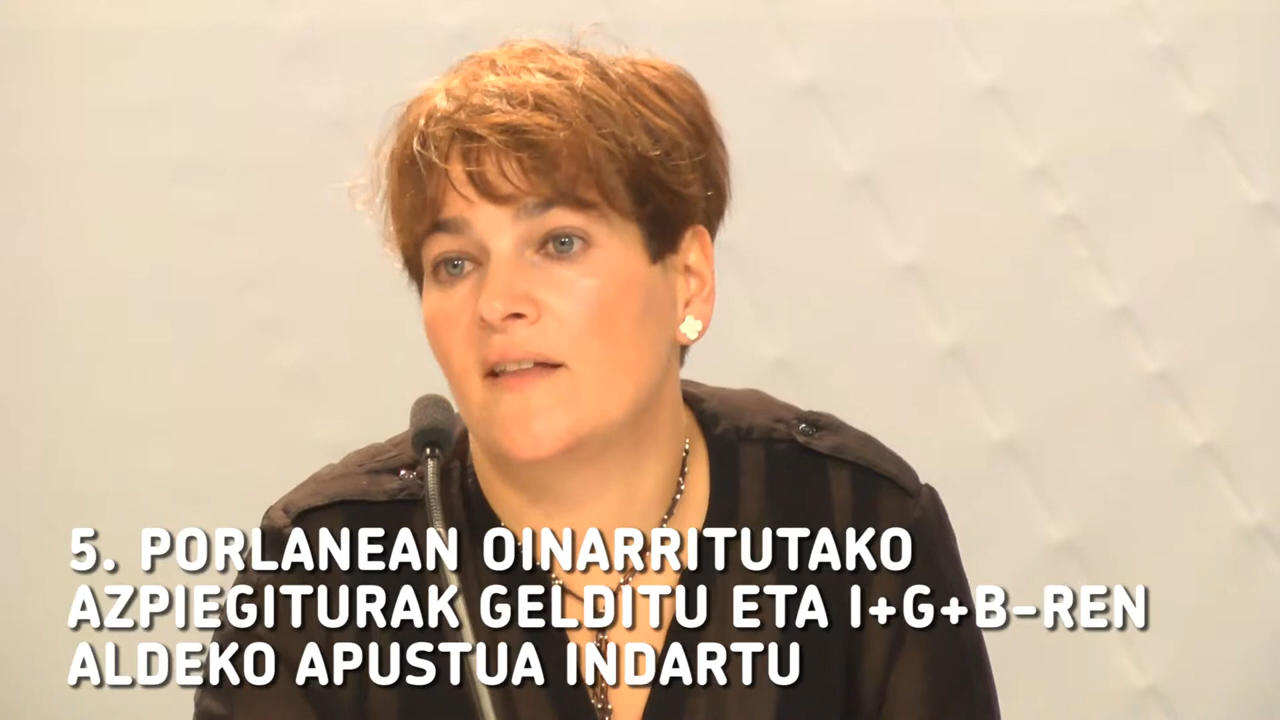 5. PORLANEAN OINARRITUTAKO
AZPIEGITURAK GELDITU ETA I+G+B-REN
ALDEKO APUSTUA INDARTU